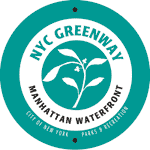 NYC GREENWAY
MANHATTAN WATERFRONT
CITY OF NEW YORK PARKS & RECREATION